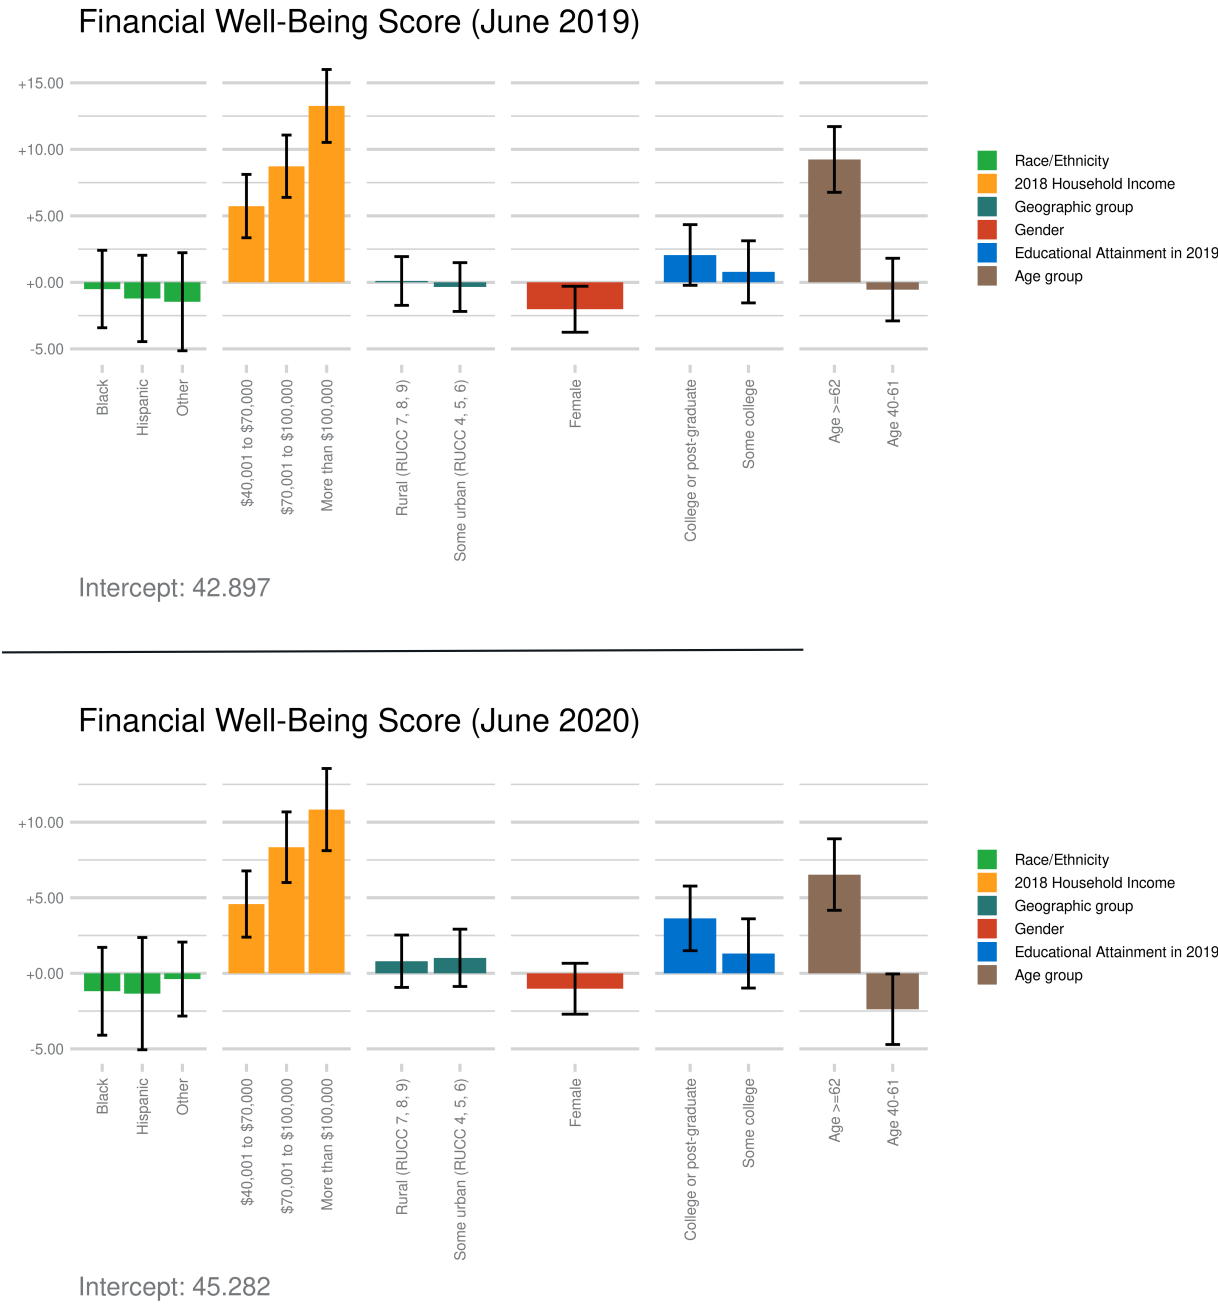 Financial Well-Being Score (June 2019)
+15.00
+10.00
+5.00
+0.00
-5.00
Black
Hispanic
Other
$40,001 to $70,000
$70,001 to $100,000
More than $100,000
Rural (RUCC 7, 8, 9)
Some urban (RUCC 4, 5, 6)
Female
College or post-graduate
Some college
Age >=62
Age 40-61
Race/Ethnicity
2018 Household Income
Geographic group
Gender
Educational Attainment in 2019
Age group
Intercept: 42.897
Financial Well-Being Score (June 2020)
+10.00
+5.00
+0.00
-5.00
Black
Hispanic
Other
$40,001 to $70,000
$70,001 to $100,000
More than $100,000
Rural (RUCC 7, 8, 9)
Some urban (RUCC 4, 5, 6)
Female
College or post-graduate
Some college
Age >=62
Age 40-61
Race/Ethnicity
2018 Household Income
Geographic group
Gender
Educational Attainment in 2019
Age group
Intercept: 45.282